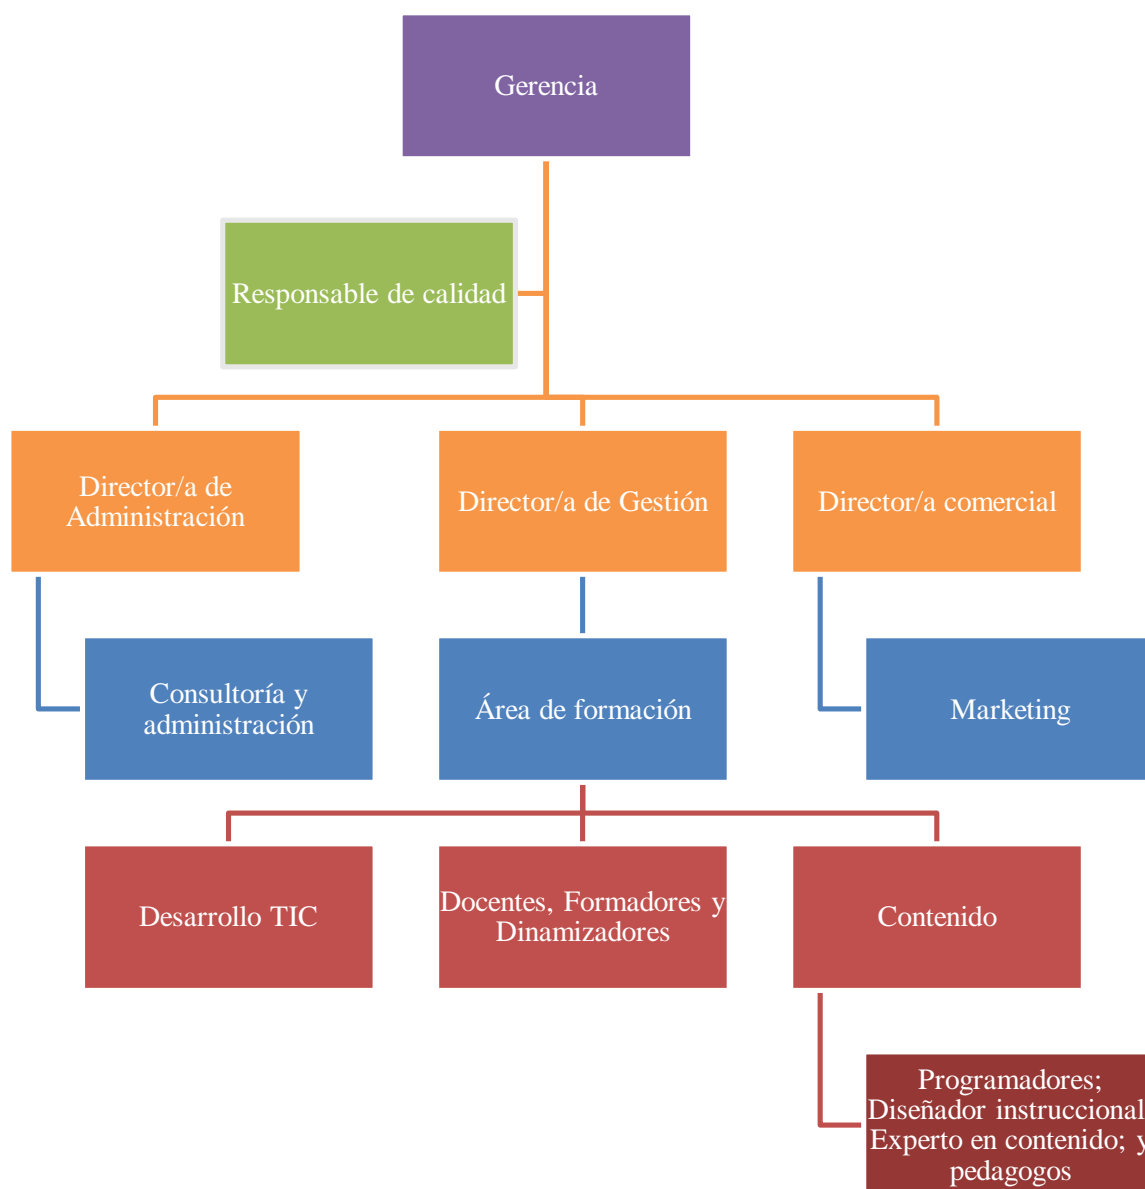 Gerencia
Responsable de calidad
Director/a de
Administración
Director/a de Gestión
Director/a comercial
Consultoría y
administración
Área de formación
Marketing
Desarrollo TIC
Docentes, Formadores y
Dinamizadores
Contenido
Programadores;
Diseñador instruccional
Experto en contenido; y
pedagogos